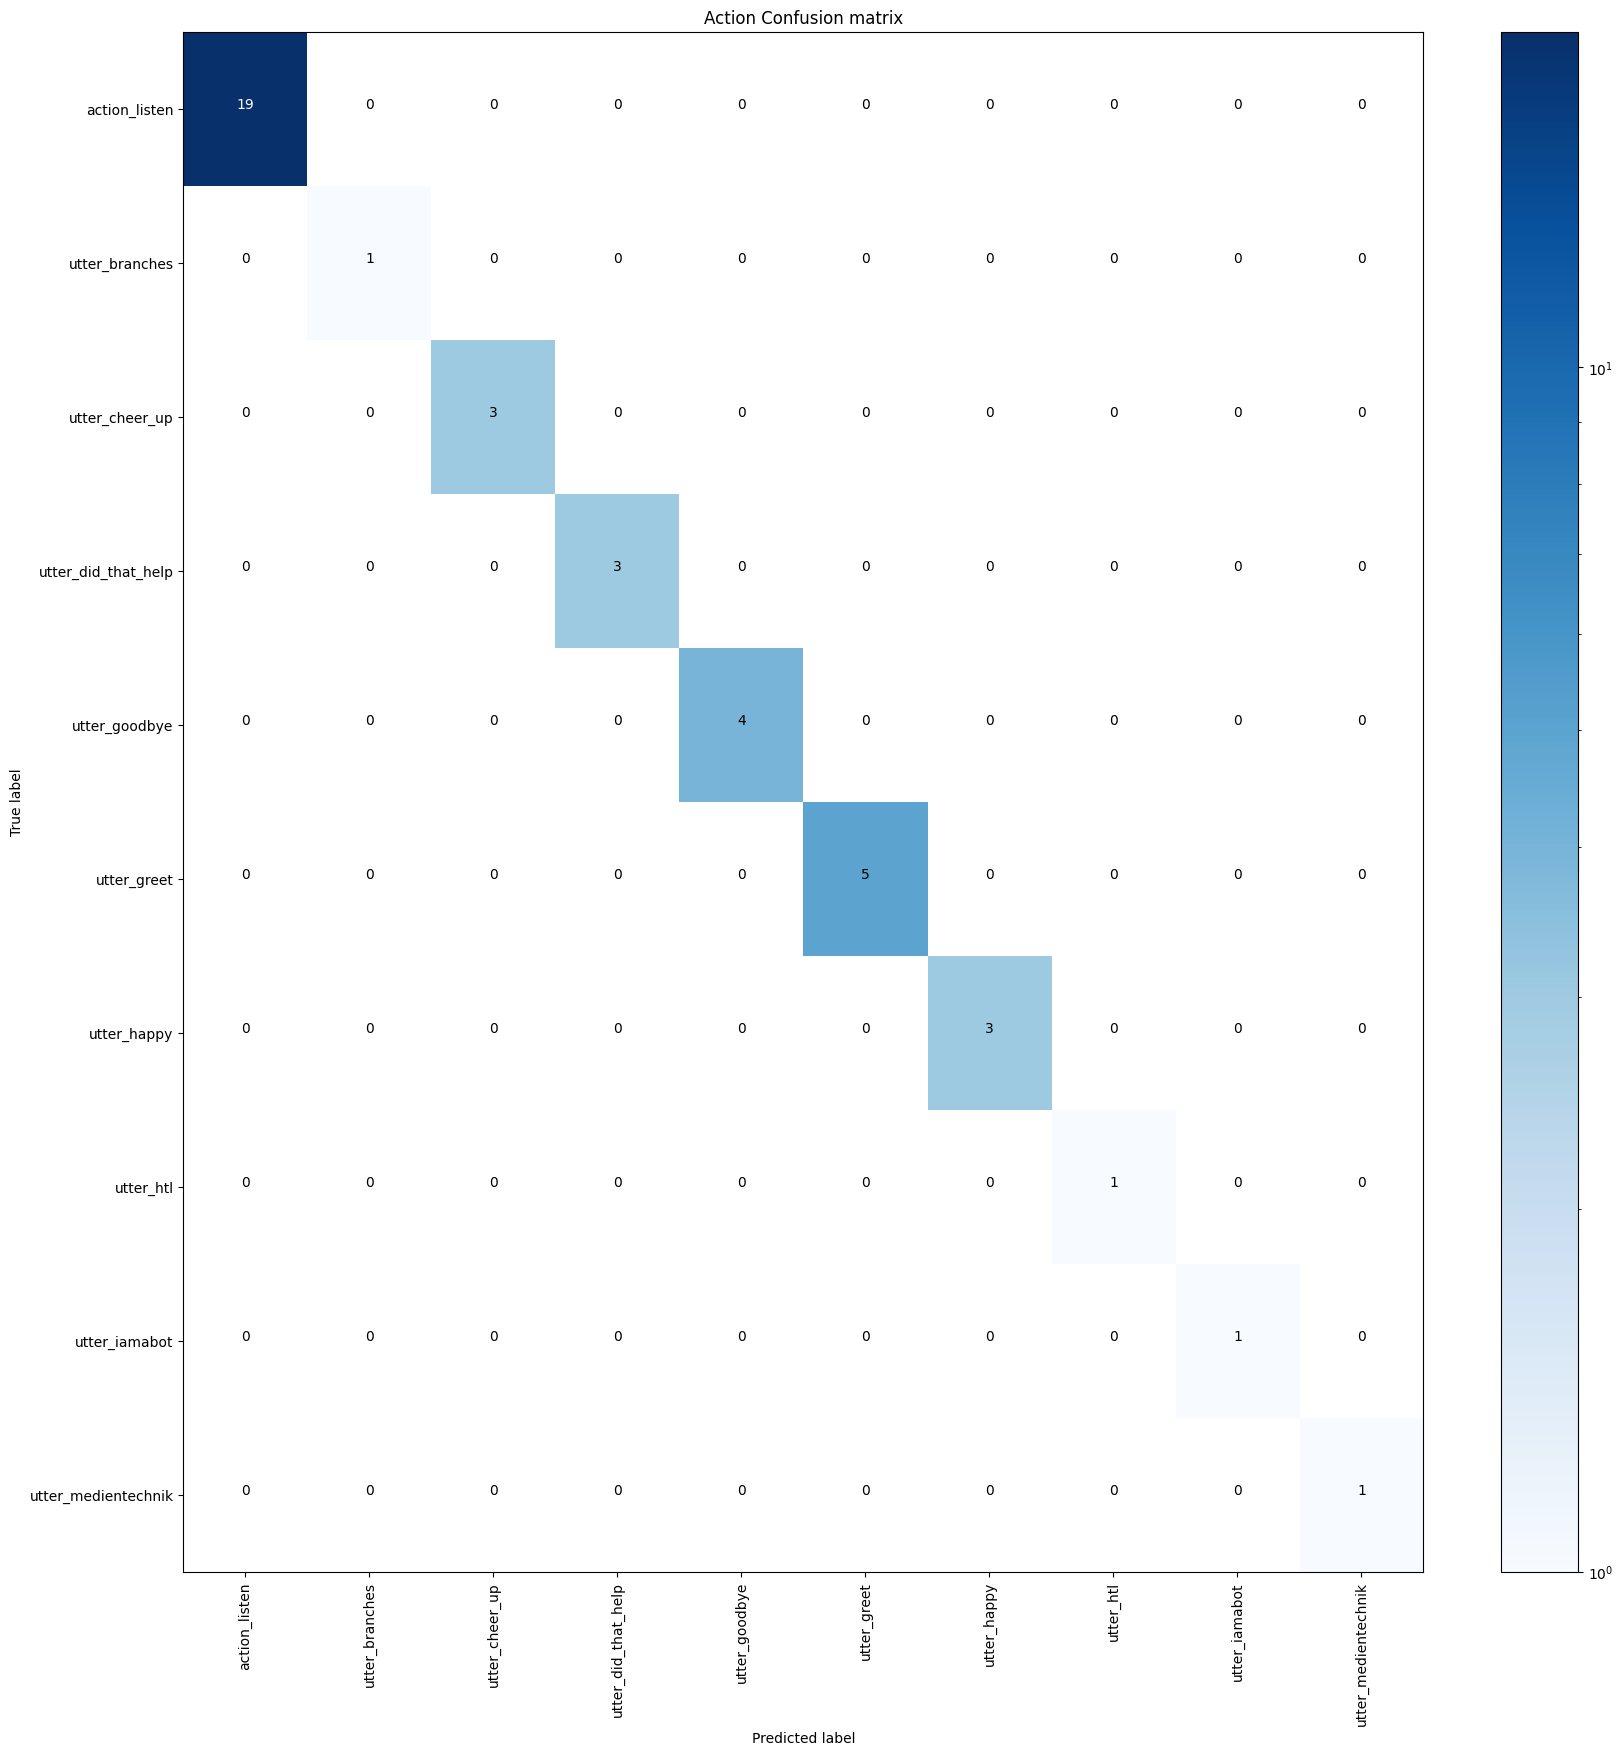 Action Confusion matrix
action_listen 19 0 0 0 0 0 0 0 0 0
utter_branches 0 1 0 0 0 0 0 0 0 0
10¹
utter_cheer_up 0 0 3 0 0 0 0 0 0 0
utter_did_that_help 0 0 0 3 0 0 0 0 0 0
utter_goodbye 0 0 0 0 4 0 0 0 0 0
True label
utter_greet 0 0 0 0 0 5 0 0 0 0
utter_happy 0 0 0 0 0 0 3 0 0 0
utter_htl 0 0 0 0 0 0 0 1 0 0
utter_iamabot 0 0 0 0 0 0 0 0 1 0
utter_medientechnik 0 0 0 0 0 0 0 0 0 1
10⁰
action_listen
utter_branches
utter_cheer_up
utter_did_that_help
utter_goodbye
utter_greet
utter_happy
utter_htl
utter_iamabot
utter_medientechnik
Predicted label